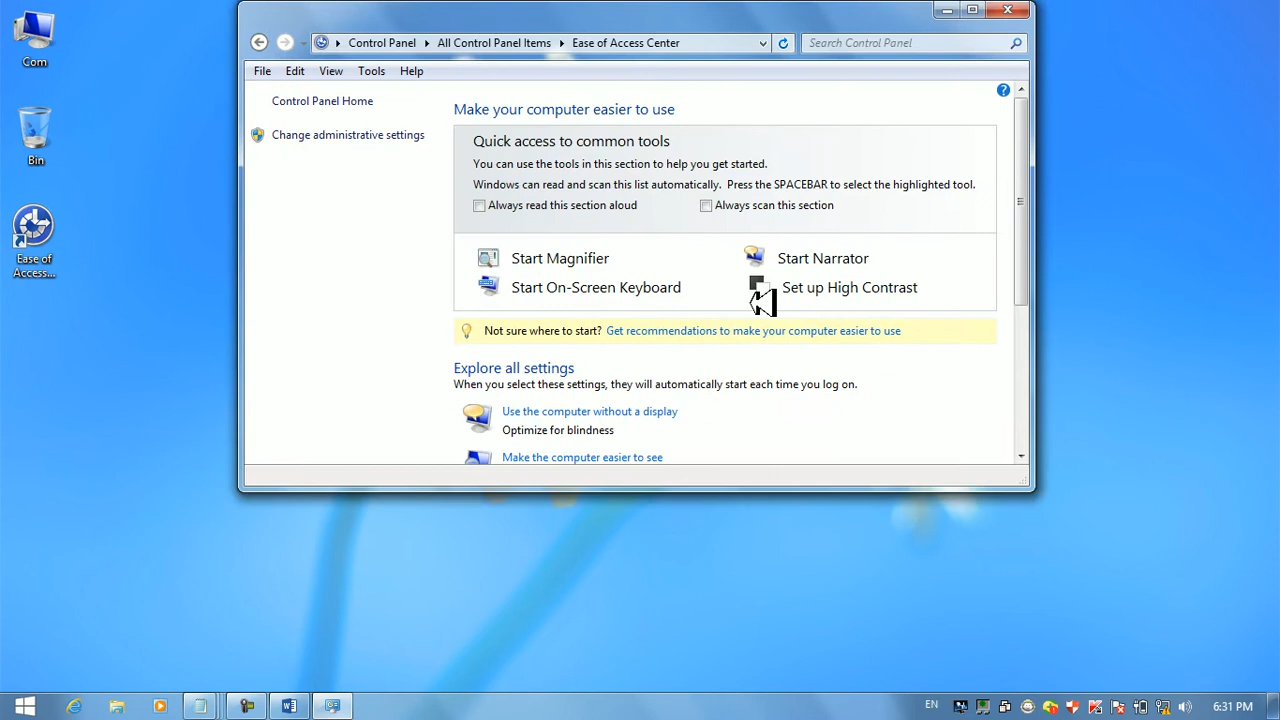 Com
Bin
Ease of
Access...
Control Panel
All Control Panel Items
Ease of Access Center
Search Control Panel
File Edit View Tools Help
Control Panel Home
Change administrative settings
Make your computer easier to use
Quick access to common tools
You can use the tools in this section to help you get started.
Windows can read and scan this list automatically. Press the SPACEBAR to select the highlighted tool.
Always read this section aloud
Always scan this section
Start Magnifier
Start Narrator
Start On-Screen Keyboard
Set up High Contrast
Not sure where to start? Get recommendations to make your computer easier to use
Explore all settings
When you select these settings, they will automatically start each time you log on.
Use the computer without a display
Optimize for blindness
Make the computer easier to see
EN
6:31 PM